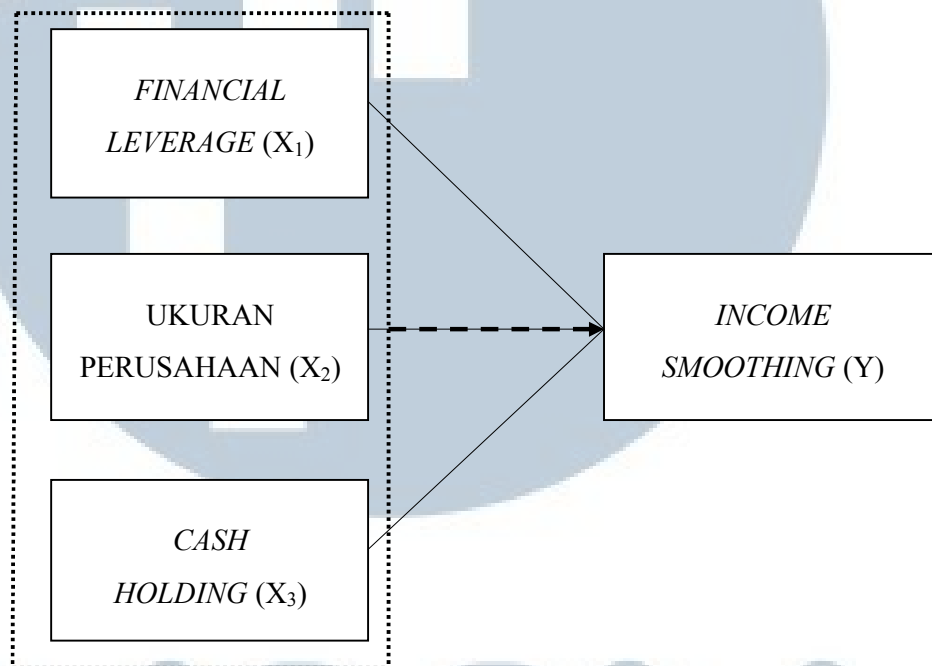 FINANCIAL
LEVERAGE (X₁)
UKURAN
PERUSAHAAN (X₂)
INCOME
SMOOTHING (Y)
CASH
HOLDING (X₃)